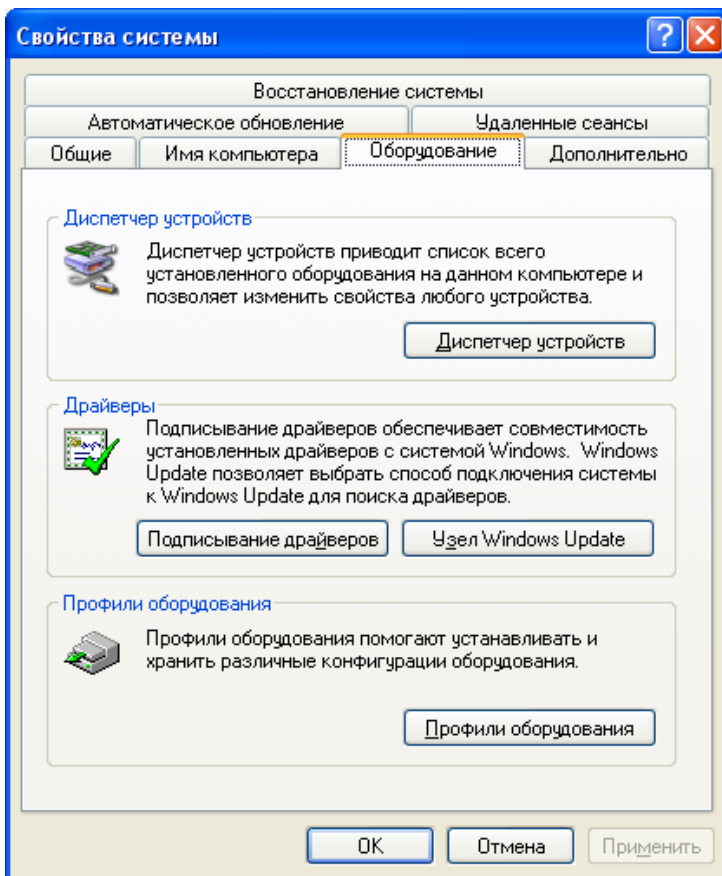 Свойства системы
Восстановление системы
Автоматическое обновление Удаленные сеансы
Общие Имя компьютера Оборудование Дополнительно
Диспетчер устройств
Диспетчер устройств приводит список всего
установленного оборудования на данном компьютере и
позволяет изменить свойства любого устройства.
Диспетчер устройств
Драйверы
Подписывание драйверов обеспечивает совместимость
установленных драйверов с системой Windows. Windows
Update позволяет выбрать способ подключения системы
к Windows Update для поиска драйверов.
Подписывание драйверов Узел Windows Update
Профили оборудования
Профили оборудования помогают устанавливать и
хранить различные конфигурации оборудования.
Профили оборудования
OK Отмена Применить